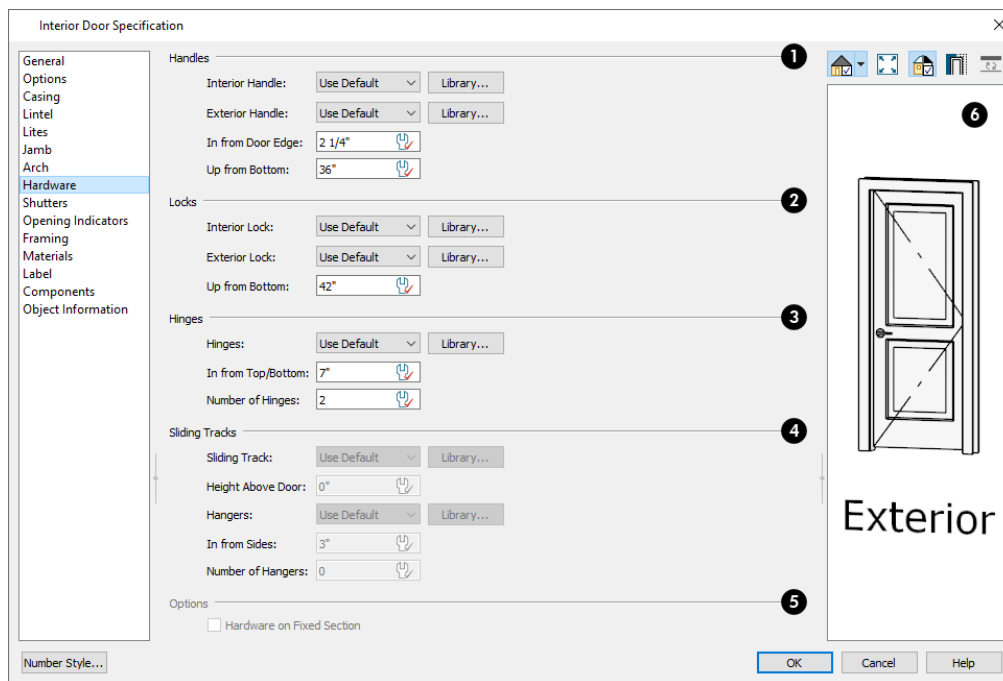 Interior Door Specification
General
Options
Casing
Lintel
Lites
Jamb
Arch
Hardware
Shutters
Opening Indicators
Framing
Materials
Label
Components
Object Information
Handles 1
Interior Handle: Use Default Library...
Exterior Handle: Use Default Library...
In from Door Edge: 2 1/4"
Up from Bottom: 36"
Locks 2
Interior Lock: Use Default Library...
Exterior Lock: Use Default Library...
Up from Bottom: 42"
Hinges 3
Hinges: Use Default Library...
In from Top/Bottom: 7"
Number of Hinges: 2
Sliding Tracks 4
Sliding Track: Use Default Library...
Height Above Door: 0"
Hangers: Use Default Library...
In from Sides: 3"
Number of Hangers: 0
Options 5
Hardware on Fixed Section
6
Exterior
Number Style... OK Cancel Help